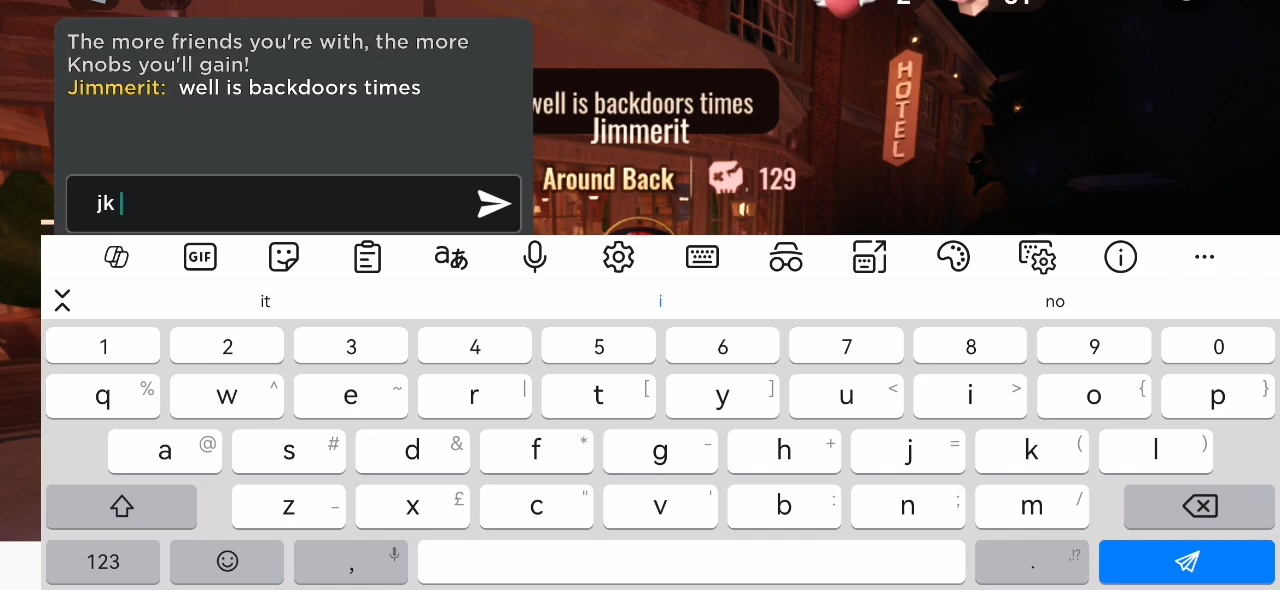 The more friends you're with, the more
Knobs you'll gain!
Jimmerit: well is backdoors times
well is backdoors times
Jimmerit
Around Back 129
HOTEL
jk
GIF
aあ
it i no
1 2 3 4 5 6 7 8 9 0
q % w ^ e ~ r | t [ y ] u < i > o { p }
a @ s # d & f * g - h + j = k ( l )
z _ x £ c " v ' b : n ; m /
123 , . ,!?